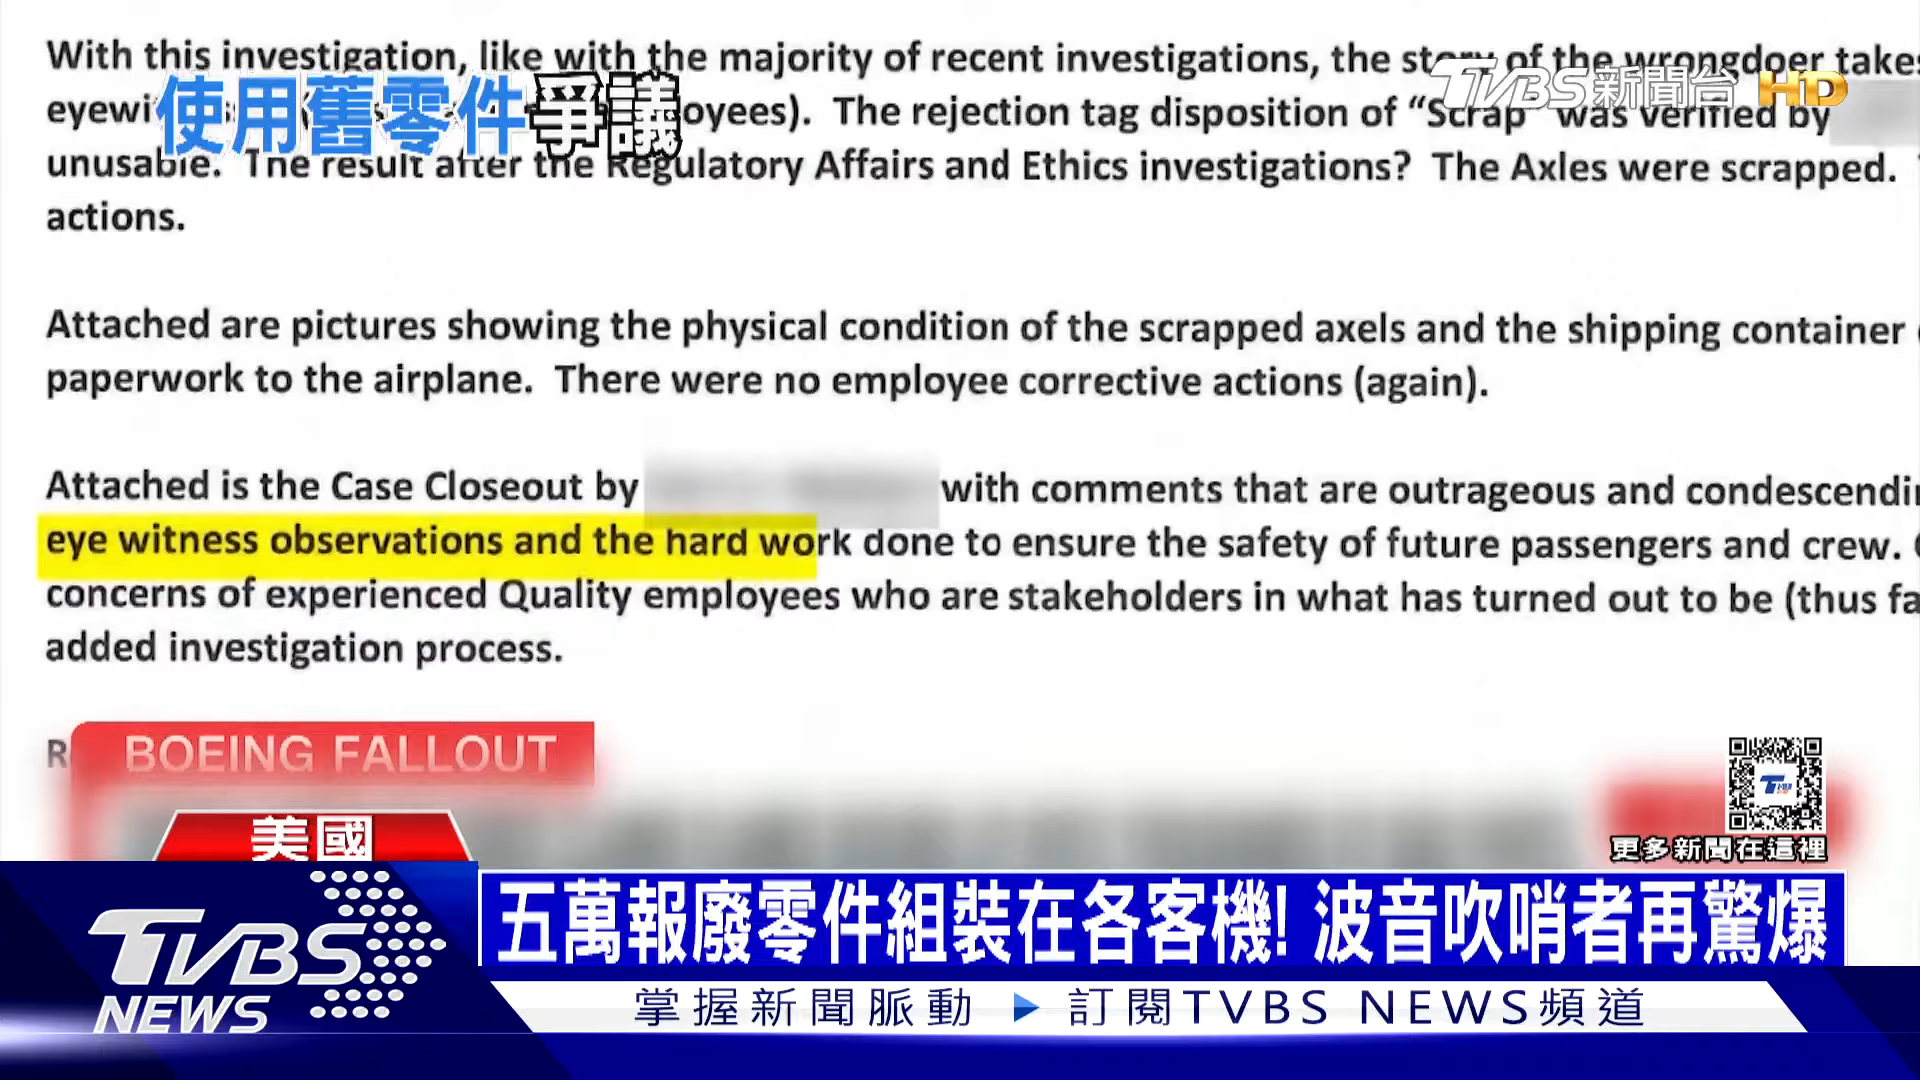 With this investigation, like with the majority of recent investigations, the story of the wrongdoer takes
eyewi oyees). The rejection tag disposition of “Scrap” was verified by
unusable. The result after the Regulatory Affairs and Ethics investigations? The Axles were scrapped.
actions.
使用舊零件爭議
TVBS新聞台 HD
Attached are pictures showing the physical condition of the scrapped axels and the shipping container
paperwork to the airplane. There were no employee corrective actions (again).
Attached is the Case Closeout by with comments that are outrageous and condescendi
eye witness observations and the hard work done to ensure the safety of future passengers and crew.
concerns of experienced Quality employees who are stakeholders in what has turned out to be (thus fa
added investigation process.
R
BOEING FALLOUT
更多新聞在這裡
美國
五萬報廢零件組裝在各客機! 波音吹哨者再驚爆
TVBS NEWS
掌握新聞脈動 ▶ 訂閱TVBS NEWS頻道